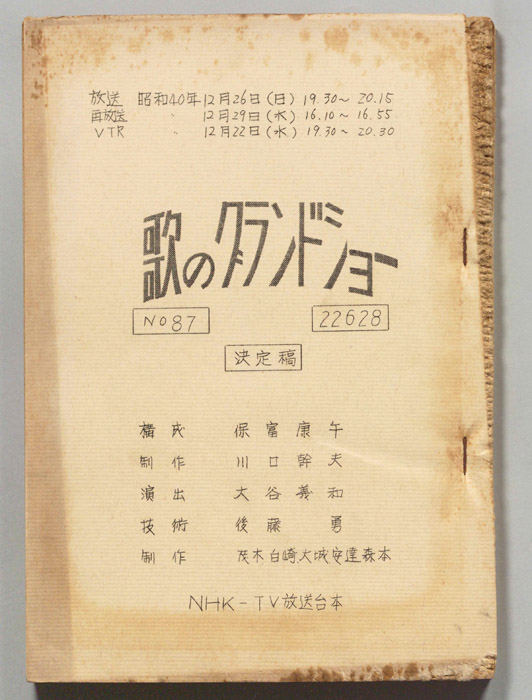 放送 昭和40年12月26日(日) 19.30～20.15
再放送 〃 12月29日(水) 16.10～16.55
VTR 〃 12月22日(水) 19.30～20.30
歌のグランドショー
NO87 22628
決定稿
構成 保富康午
制作 川口幹夫
演出 大谷義和
技術 後藤勇
制作 茂木白崎大城安達森本
NHK-TV放送台本